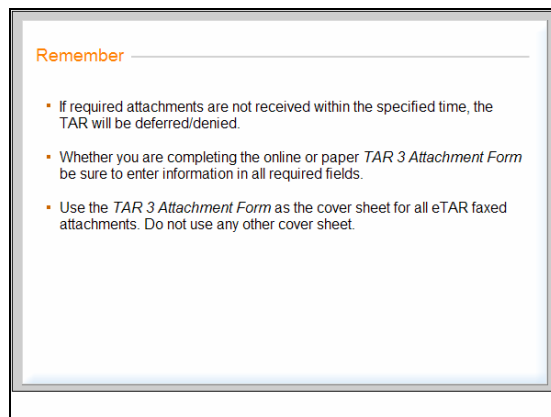 Remember
▪ If required attachments are not received within the specified time, the
TAR will be deferred/denied.
▪ Whether you are completing the online or paper TAR 3 Attachment Form
be sure to enter information in all required fields.
▪ Use the TAR 3 Attachment Form as the cover sheet for all eTAR faxed
attachments. Do not use any other cover sheet.